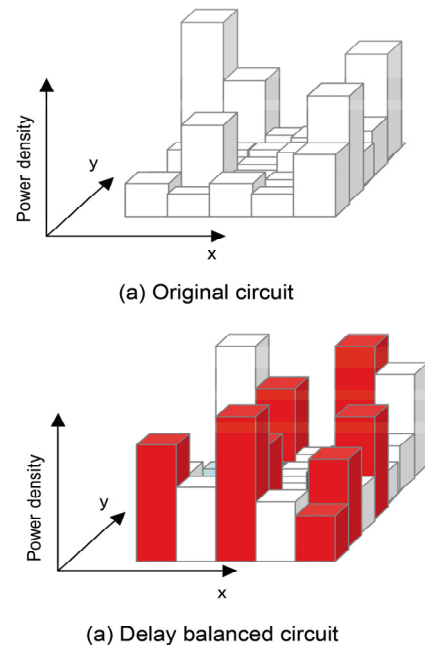 Power density
y
x
(a) Original circuit
Power density
y
x
(a) Delay balanced circuit